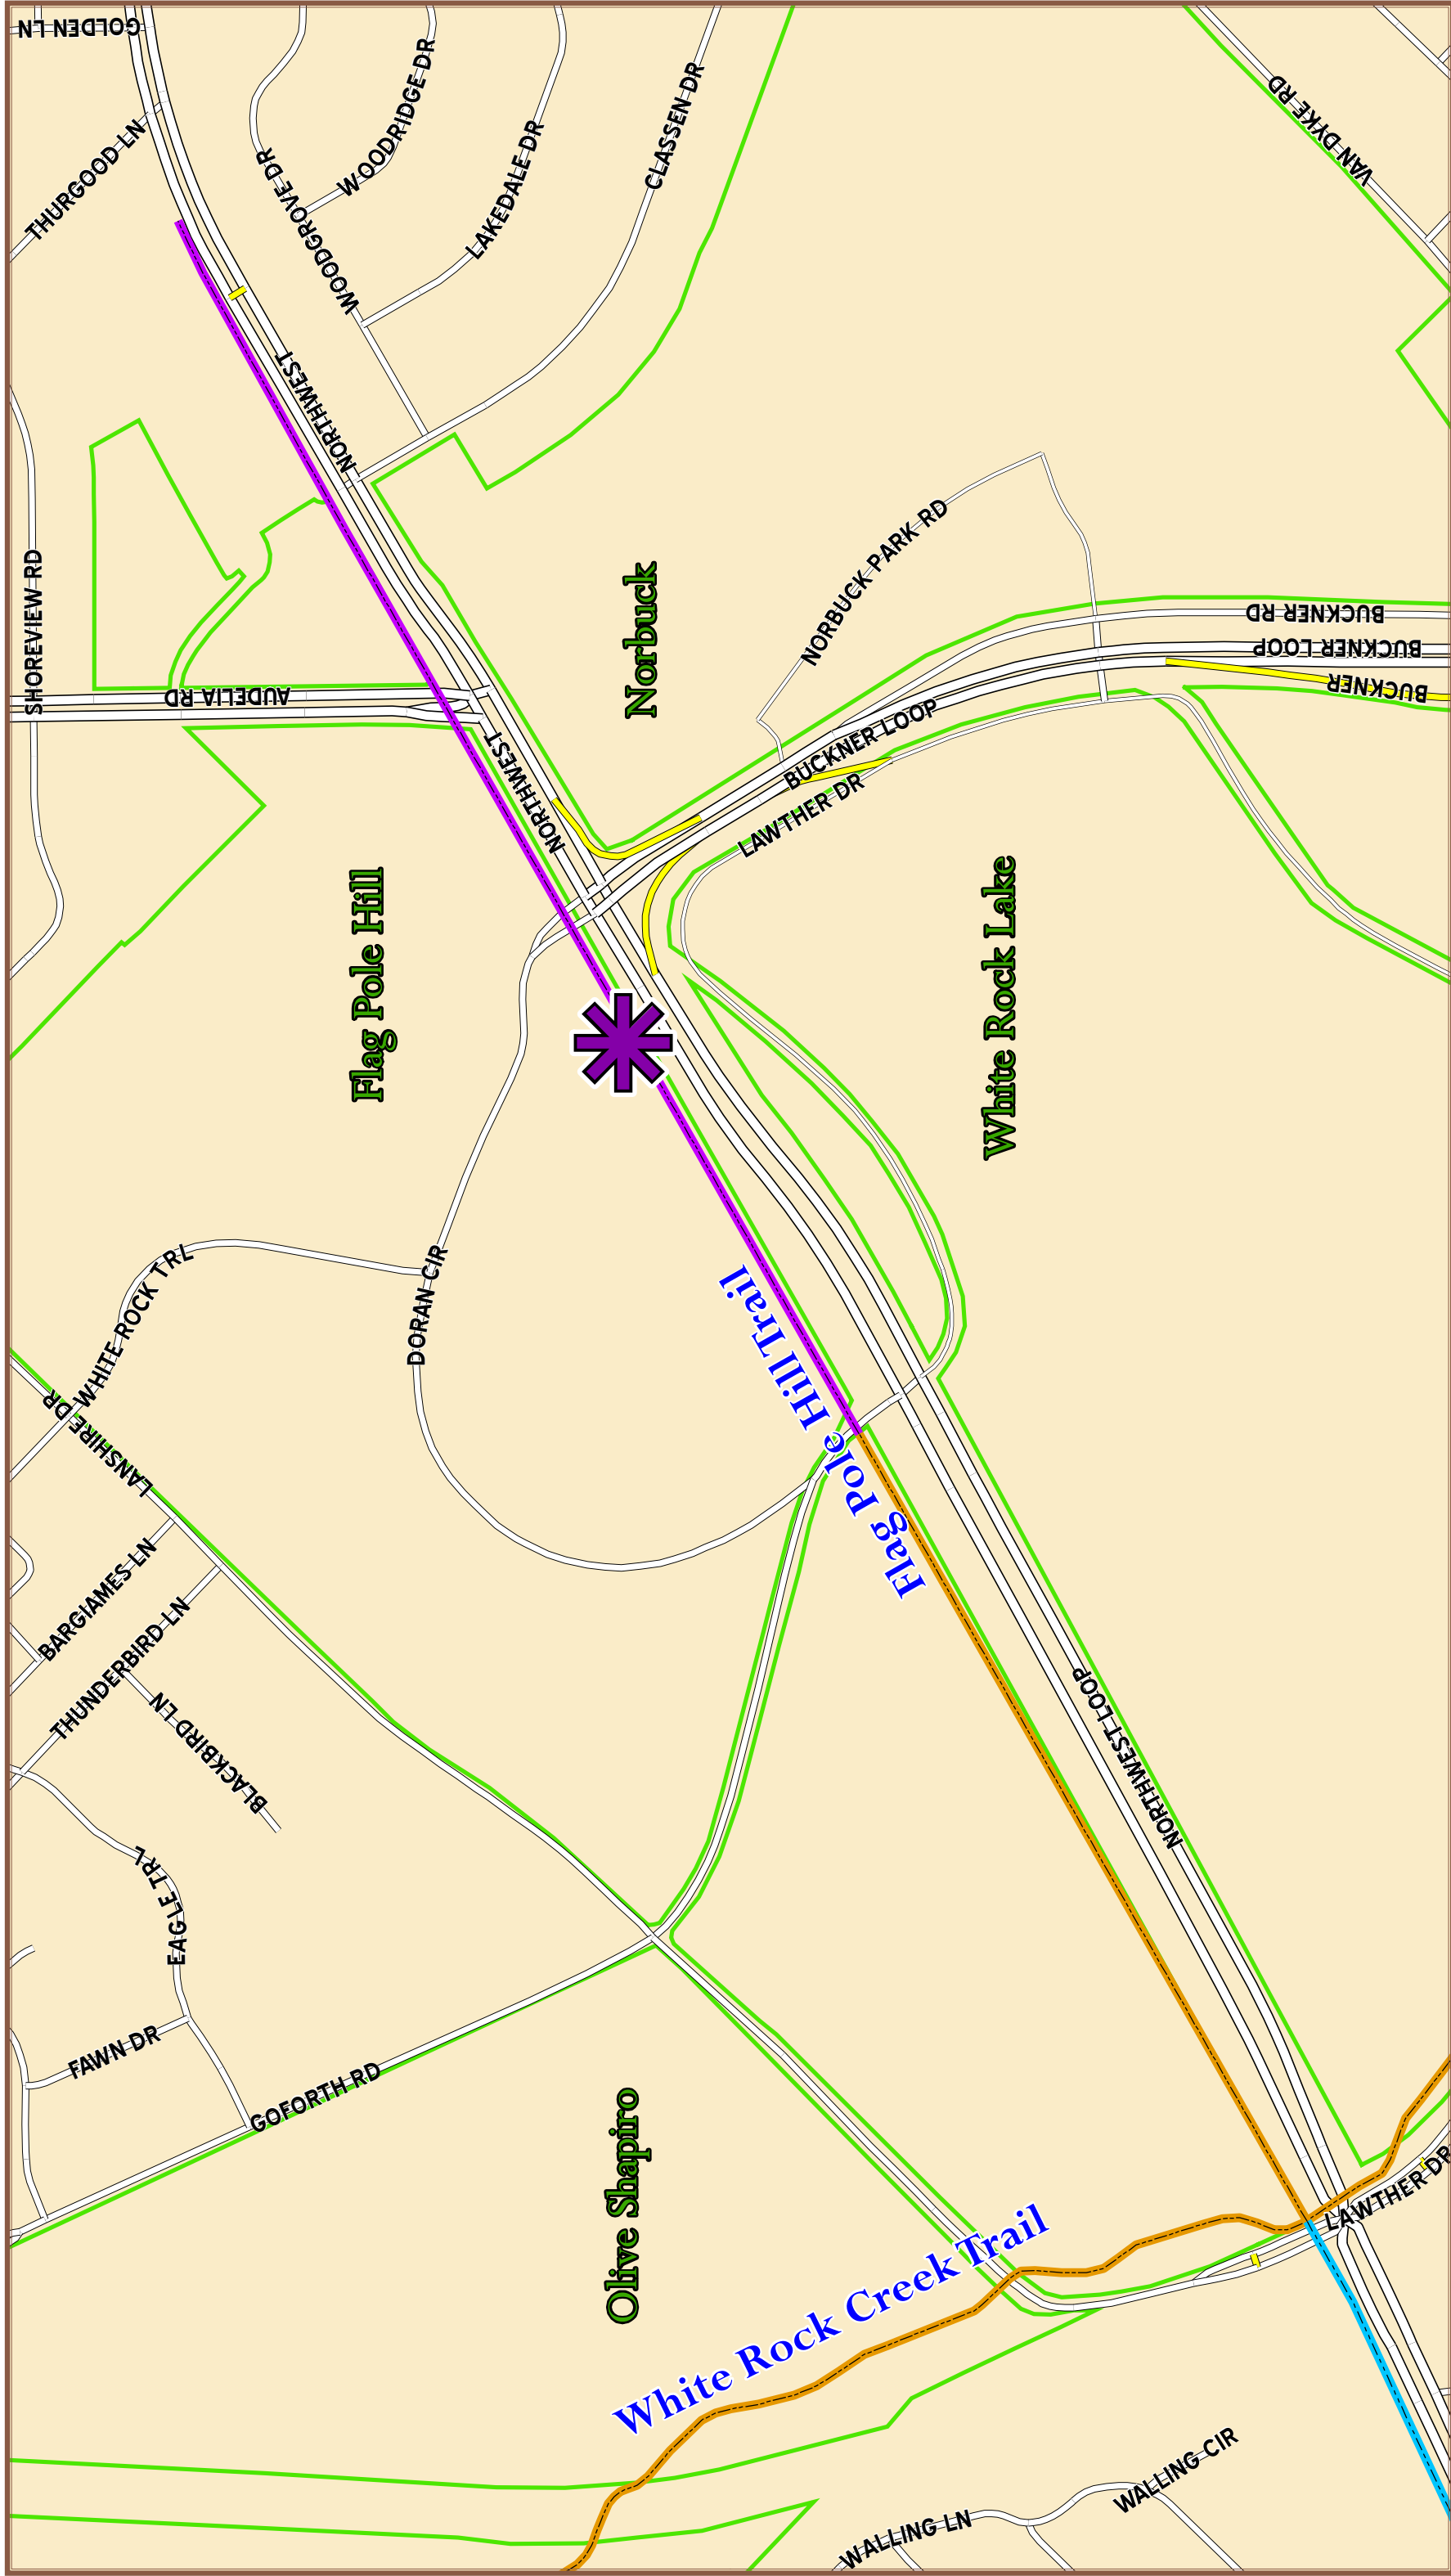 GOLDEN LN
THURGOOD LN
WOODGROVE DR
WOODRIDGE DR
LAKEDALE DR
CLASSEN DR
VAN DYKE RD
NORTHWEST
SHOREVIEW RD
AUDELIA RD
Norbuck
NORBUCK PARK RD
BUCKNER RD
BUCKNER LOOP
BUCKNER
NORTHWEST
BUCKNER LOOP
LAWTHER DR
Flag Pole Hill
White Rock Lake
WHITE ROCK TRL
DORAN CIR
Flag Pole Hill Trail
LANSHIRE DR
BARGIAMES LN
THUNDERBIRD LN
BLACKBIRD LN
NORTHWEST LOOP
EAGLE TRL
FAWN DR
GOFORTH RD
Olive Shapiro
LAWTHER DR
White Rock Creek Trail
WALLING CIR
WALLING LN